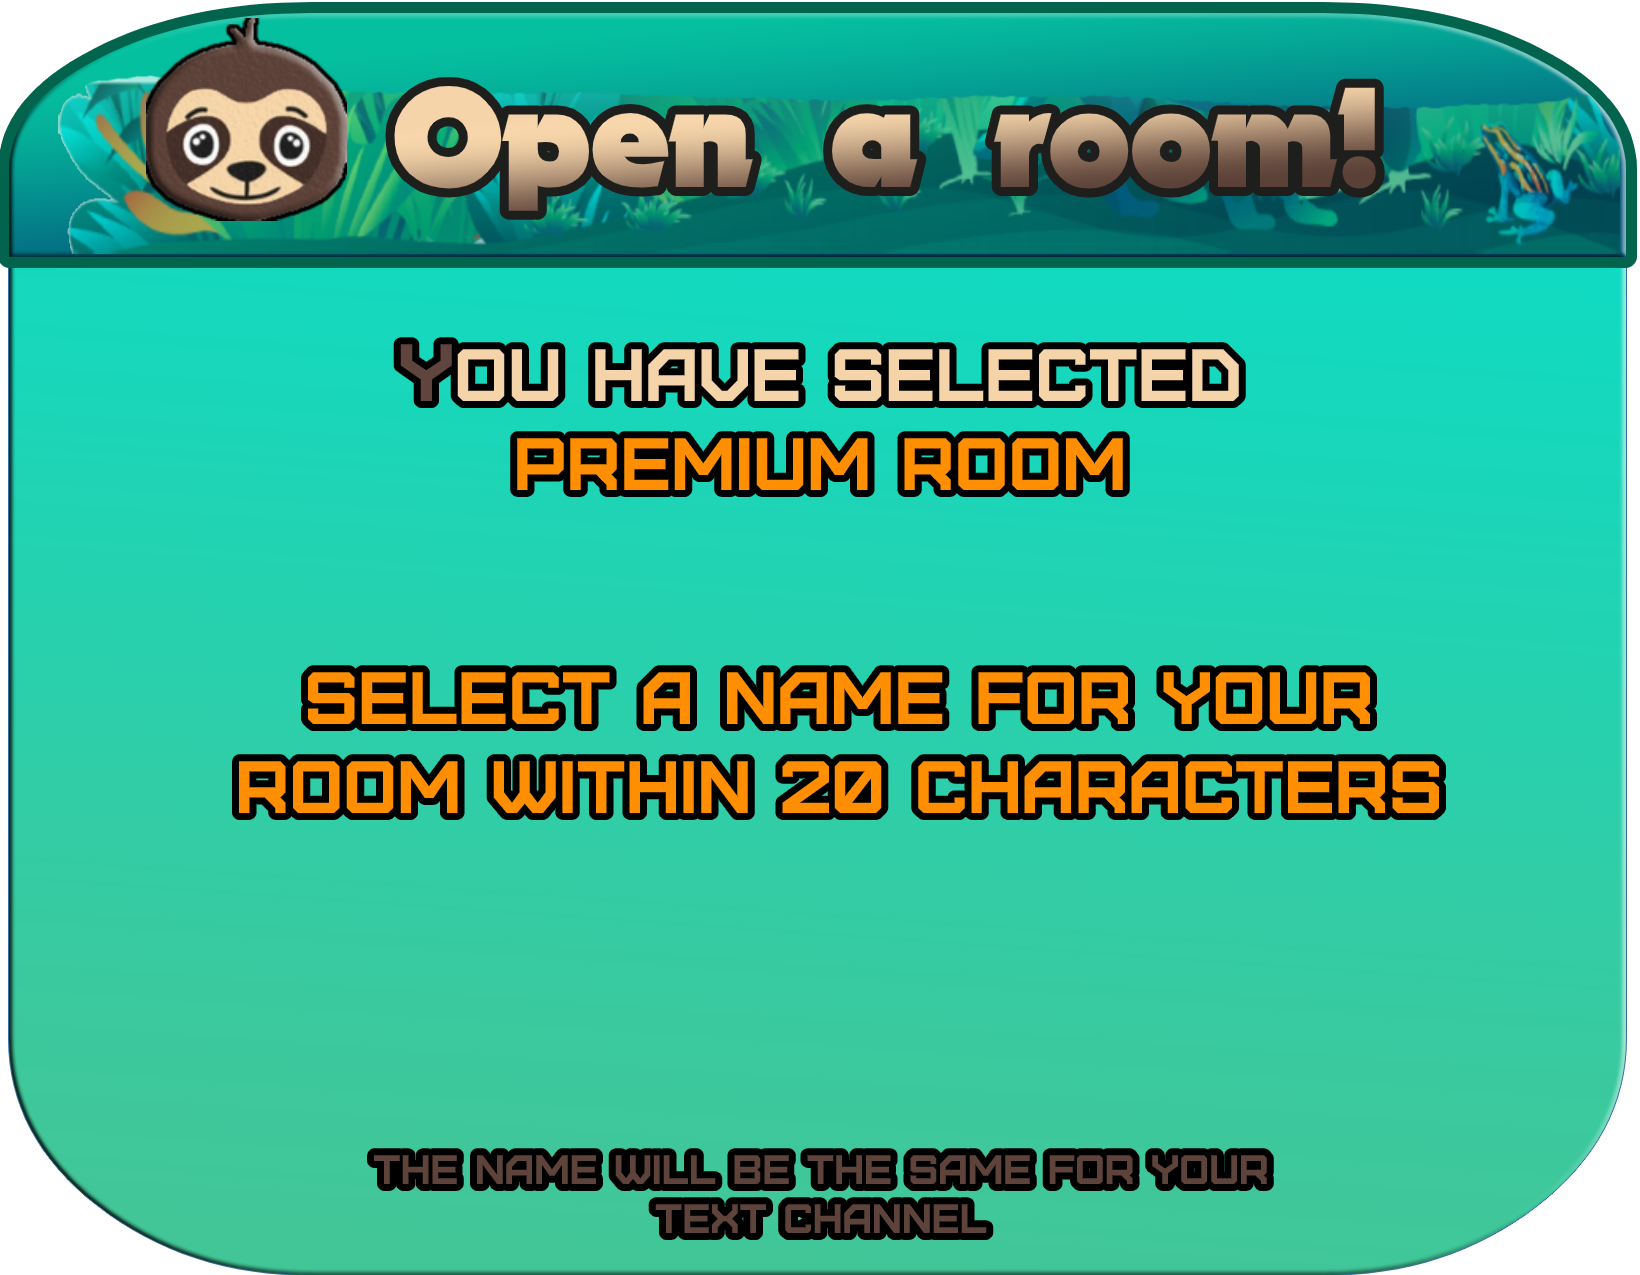 Open a room!
YOU HAVE SELECTED
PREMIUM ROOM
SELECT A NAME FOR YOUR
ROOM WITHIN 20 CHARACTERS
THE NAME WILL BE THE SAME FOR YOUR
TEXT CHANNEL